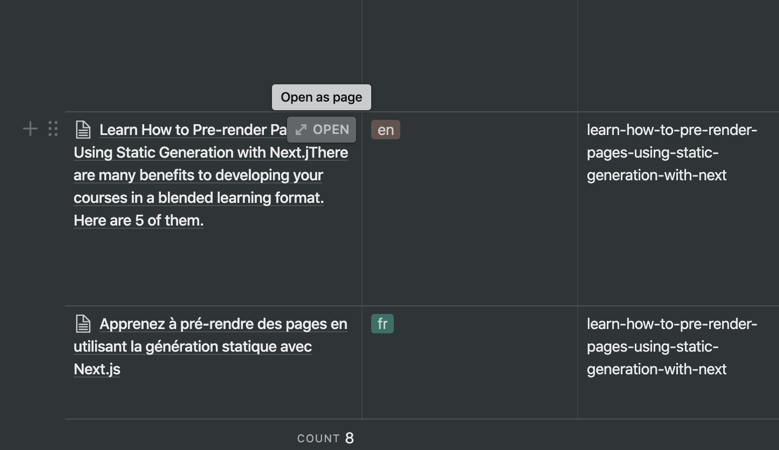 Open as page
Learn How to Pre-render Pa
OPEN
en
learn-how-to-pre-render-
Using Static Generation with Next.jThere
pages-using-static-
are many benefits to developing your
generation-with-next
courses in a blended learning format.
Here are 5 of them.
Apprenez à pré-rendre des pages en
fr
learn-how-to-pre-render-
utilisant la génération statique avec
pages-using-static-
Next.js
generation-with-next
COUNT 8